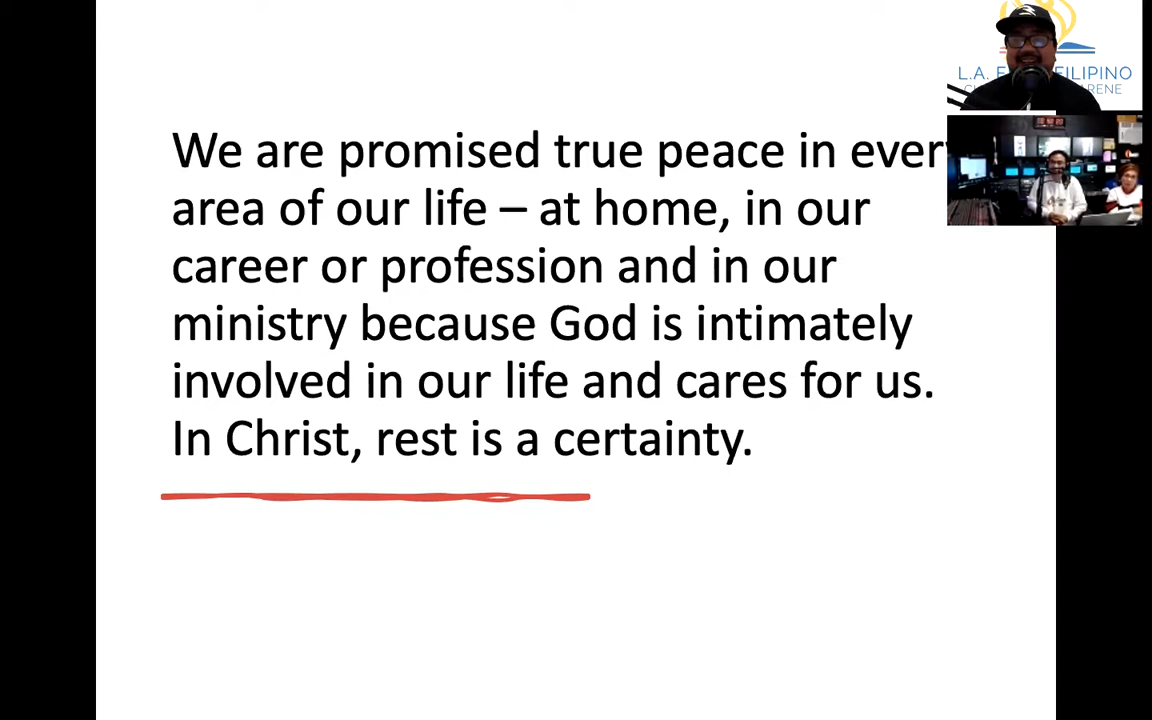 We are promised true peace in every
area of our life – at home, in our
career or profession and in our
ministry because God is intimately
involved in our life and cares for us.
In Christ, rest is a certainty.
L.A. FILIPINO